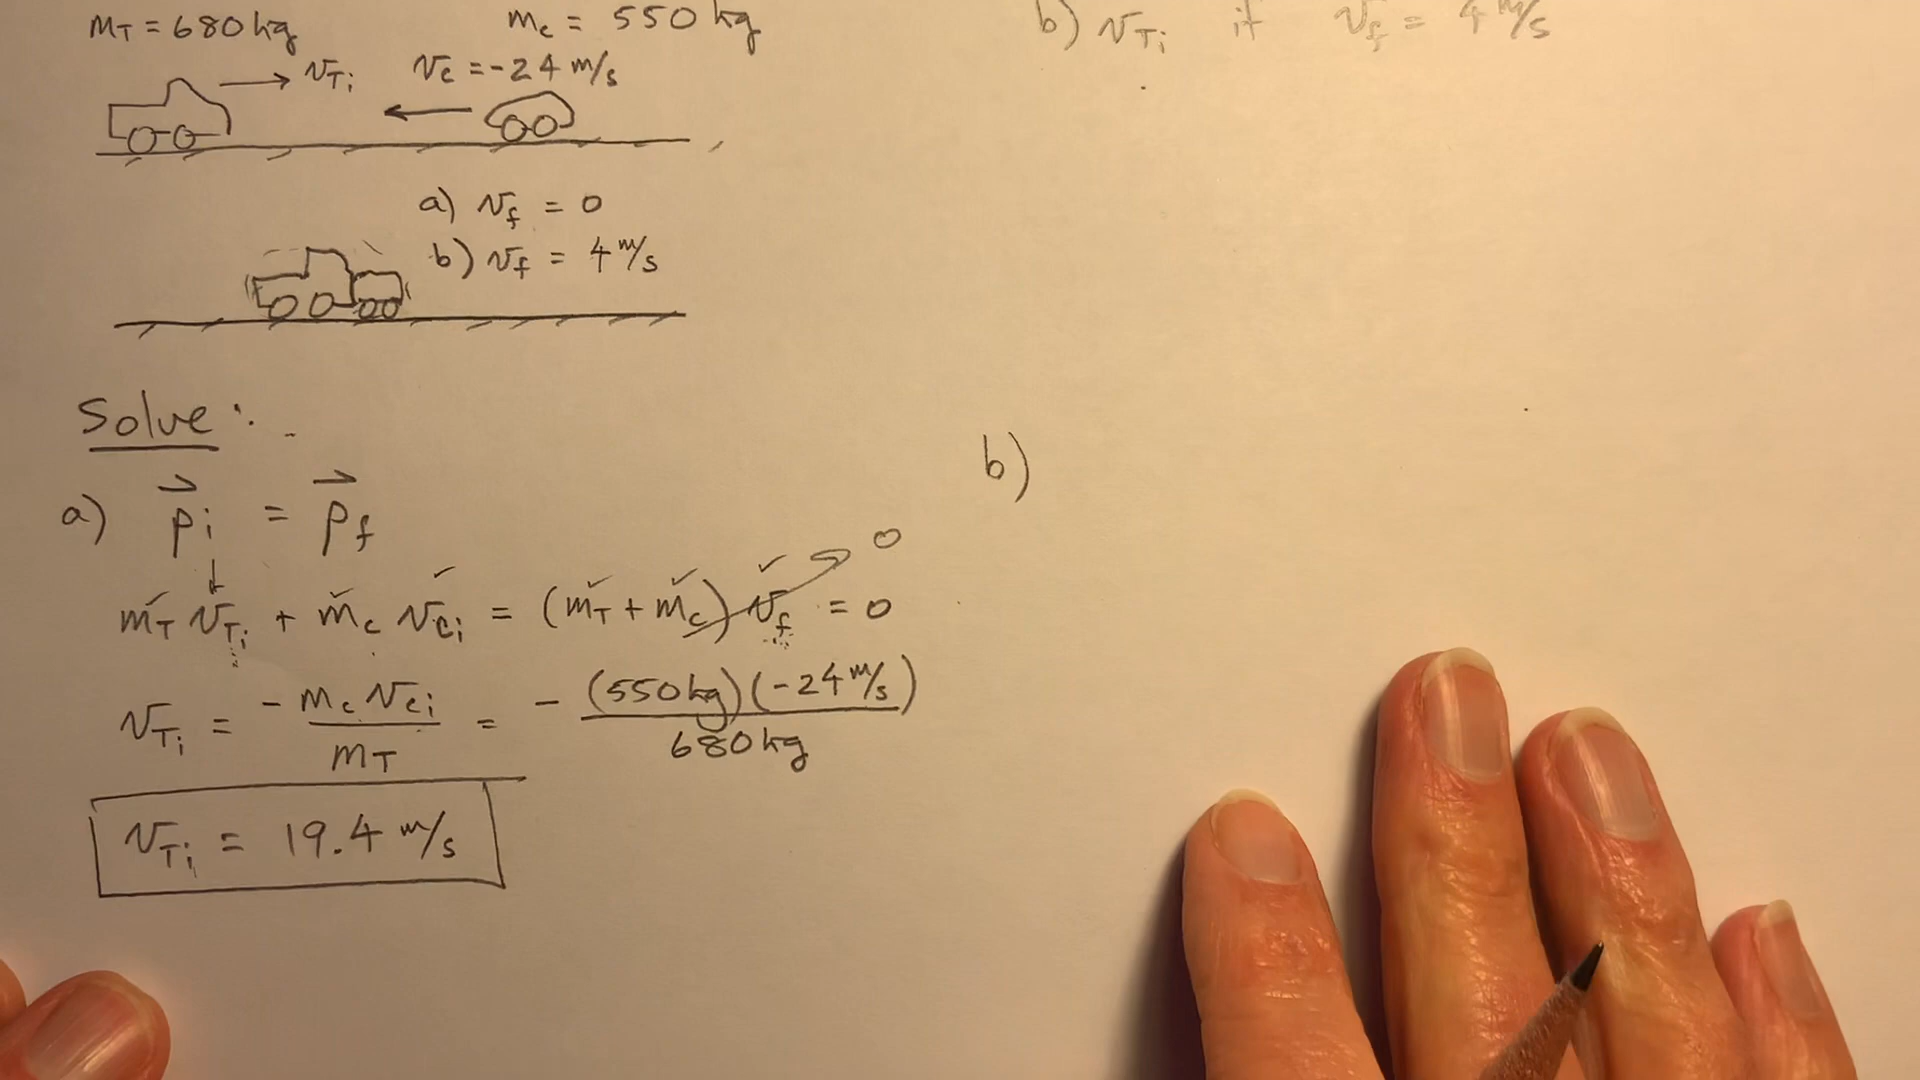 m_T = 680 kg
m_c = 550 kg
b) v_Ti if v_f = 4 m/s
v_Ti
v_c = -24 m/s
a) v_f = 0
b) v_f = 4 m/s
Solve :
a) p_i = p_f
m_T v_Ti + m_c v_ci = (m_T + m_c) v_f = 0
0
v_Ti = -m_c v_ci / m_T = - (550 kg)(-24 m/s) / 680 kg
v_Ti = 19.4 m/s
b)